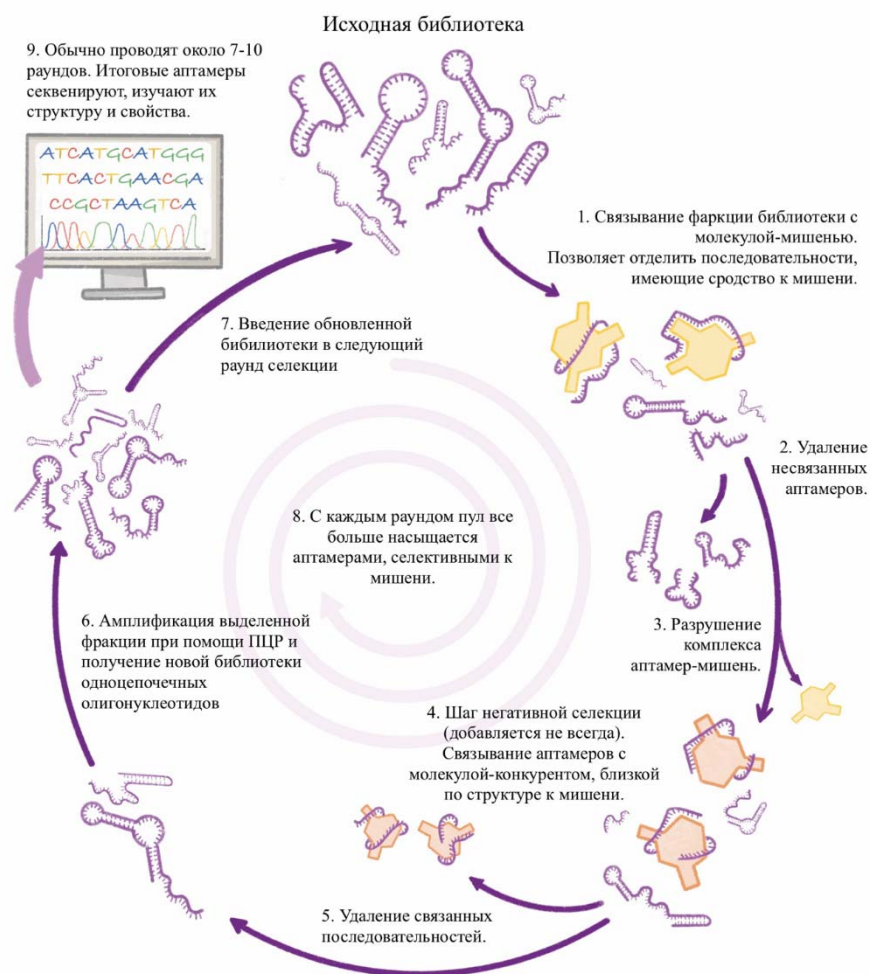 Исходная библиотека
9. Обычно проводят около 7-10
раундов. Итоговые аптамеры
секвенируют, изучают их
структуру и свойства.
ATCATGCATGGG
TTCACTGAACGA
CCGCTAAGTCA
1. Связывание фаркции библиотеки с
молекулой-мишенью.
Позволяет отделить последовательности,
имеющие сродство к мишени.
7. Введение обновленной
бибилиотеки в следующий
раунд селекции
2. Удаление
несвязанных
аптамеров.
8. С каждым раундом пул все
больше насыщается
аптамерами, селективными к
мишени.
3. Разрушение
комплекса
аптамер-мишень.
6. Амплификация выделенной
фракции при помощи ПЦР и
получение новой библиотеки
одноцепочечных
олигонуклеотидов
4. Шаг негативной селекции
(добавляется не всегда).
Связывание аптамеров с
молекулой-конкурентом, близкой
по структуре к мишени.
5. Удаление связанных
последовательностей.